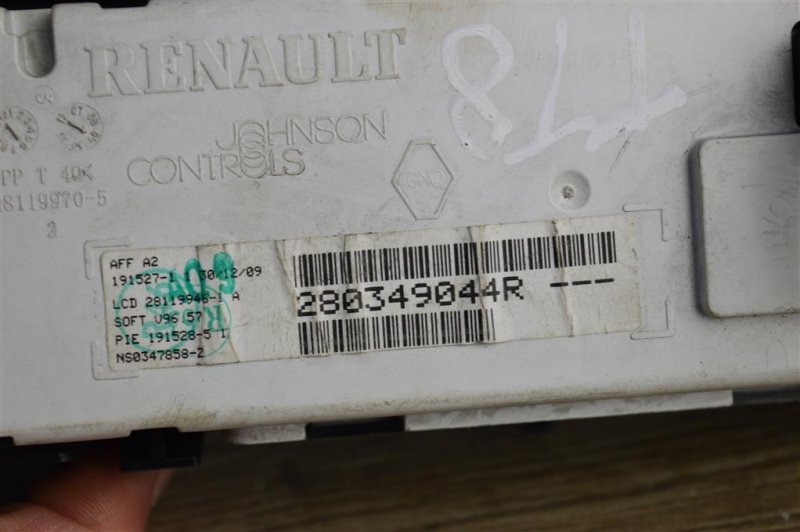 RENAULT
JOHNSON
CONTROLS
PP T 40%
28119970-5
2
AFF A2
191527-1 30/12/09
LCD 28119946-1 A
SOFT V96.57
PIE 191528-5 1
NS0347858-2
280349044R ---